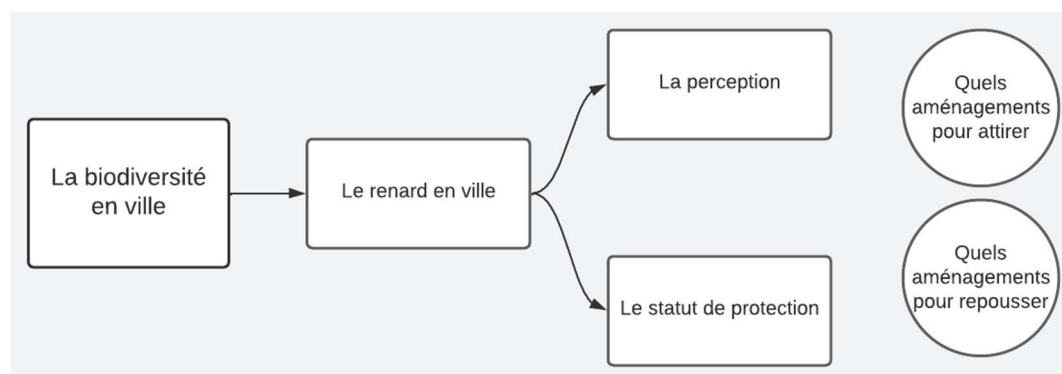 La biodiversité
en ville
Le renard en ville
La perception
Le statut de protection
Quels
aménagements
pour attirer
Quels
aménagements
pour repousser